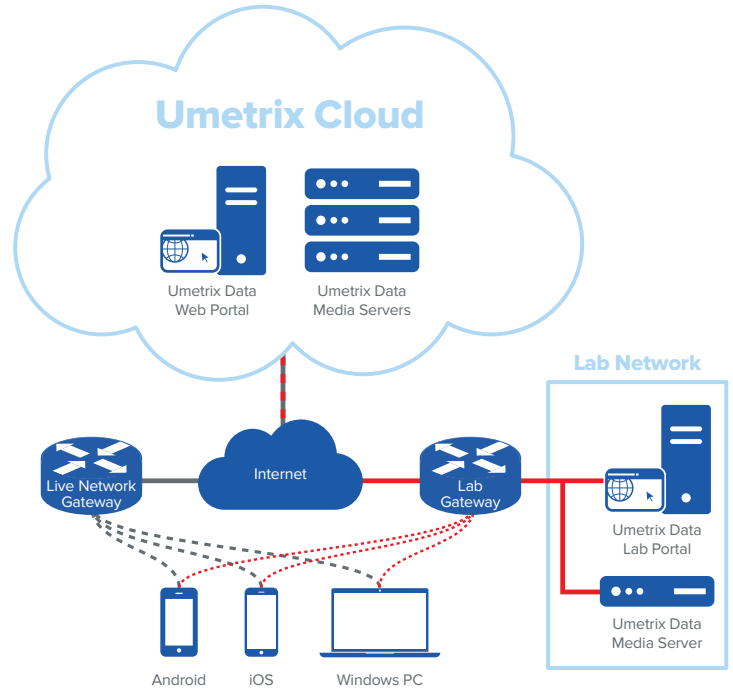 Umetrix Cloud
Umetrix Data
Web Portal
Umetrix Data
Media Servers
Lab Network
Live Network
Gateway
Internet
Lab
Gateway
Umetrix Data
Lab Portal
Umetrix Data
Media Server
Android
iOS
Windows PC